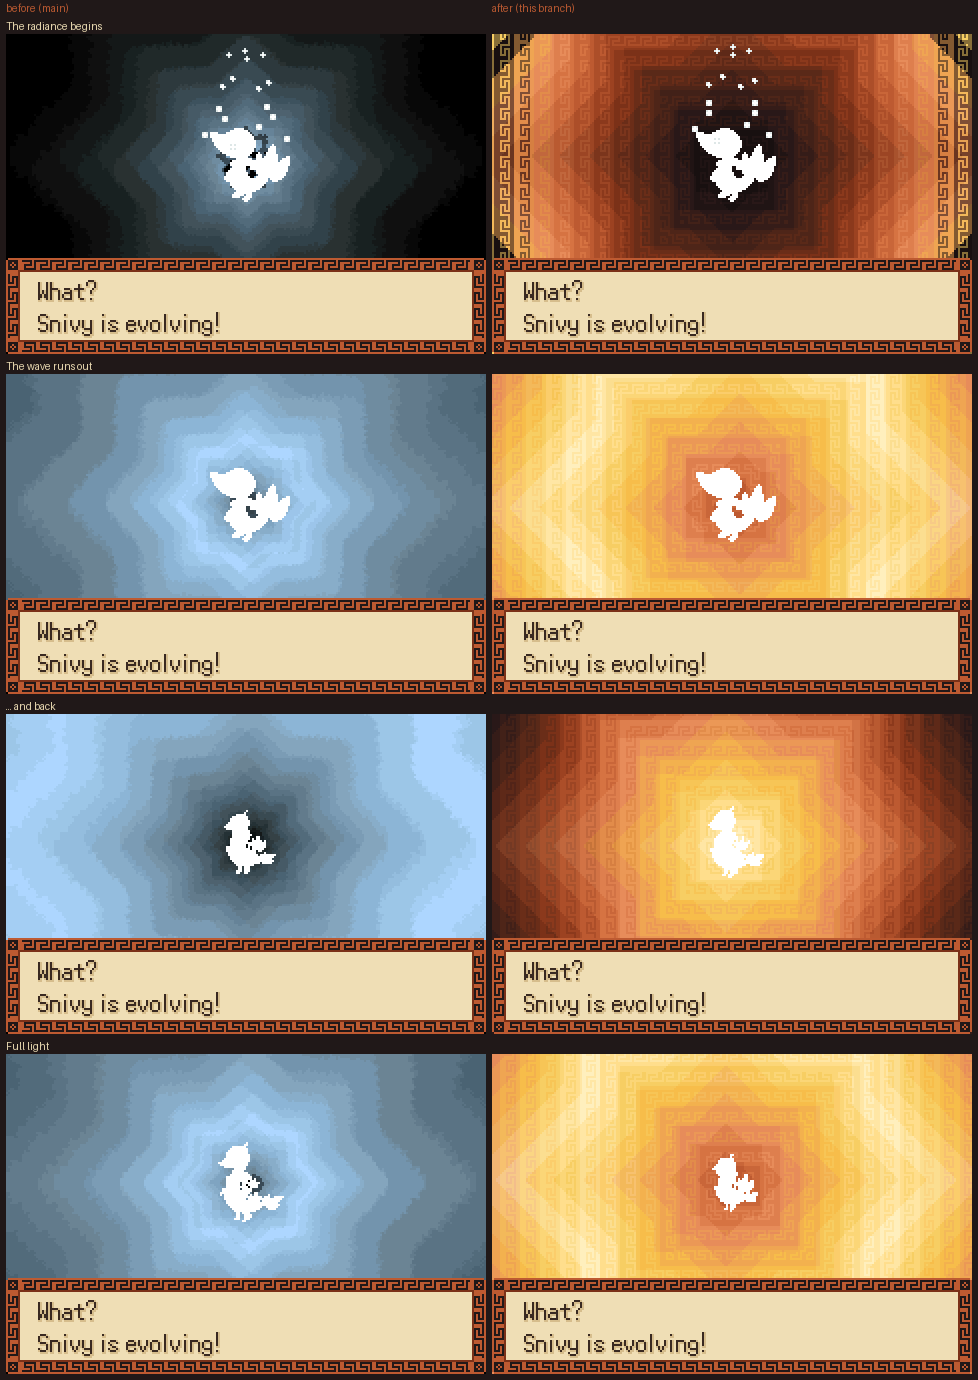 before (main)
after (this branch)
The radiance begins
What?
Snivy is evolving!
What?
Snivy is evolving!
The wave runs out
What?
Snivy is evolving!
What?
Snivy is evolving!
... and back
What?
Snivy is evolving!
What?
Snivy is evolving!
Full light
What?
Snivy is evolving!
What?
Snivy is evolving!